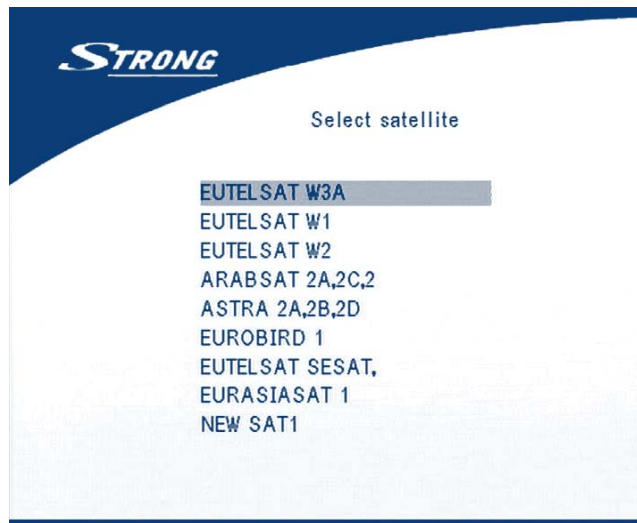 STRONG
Select satellite
EUTELSAT W3A
EUTELSAT W1
EUTELSAT W2
ARABSAT 2A,2C,2
ASTRA 2A,2B,2D
EUROBIRD 1
EUTELSAT SESAT,
EURASIASAT 1
NEW SAT1